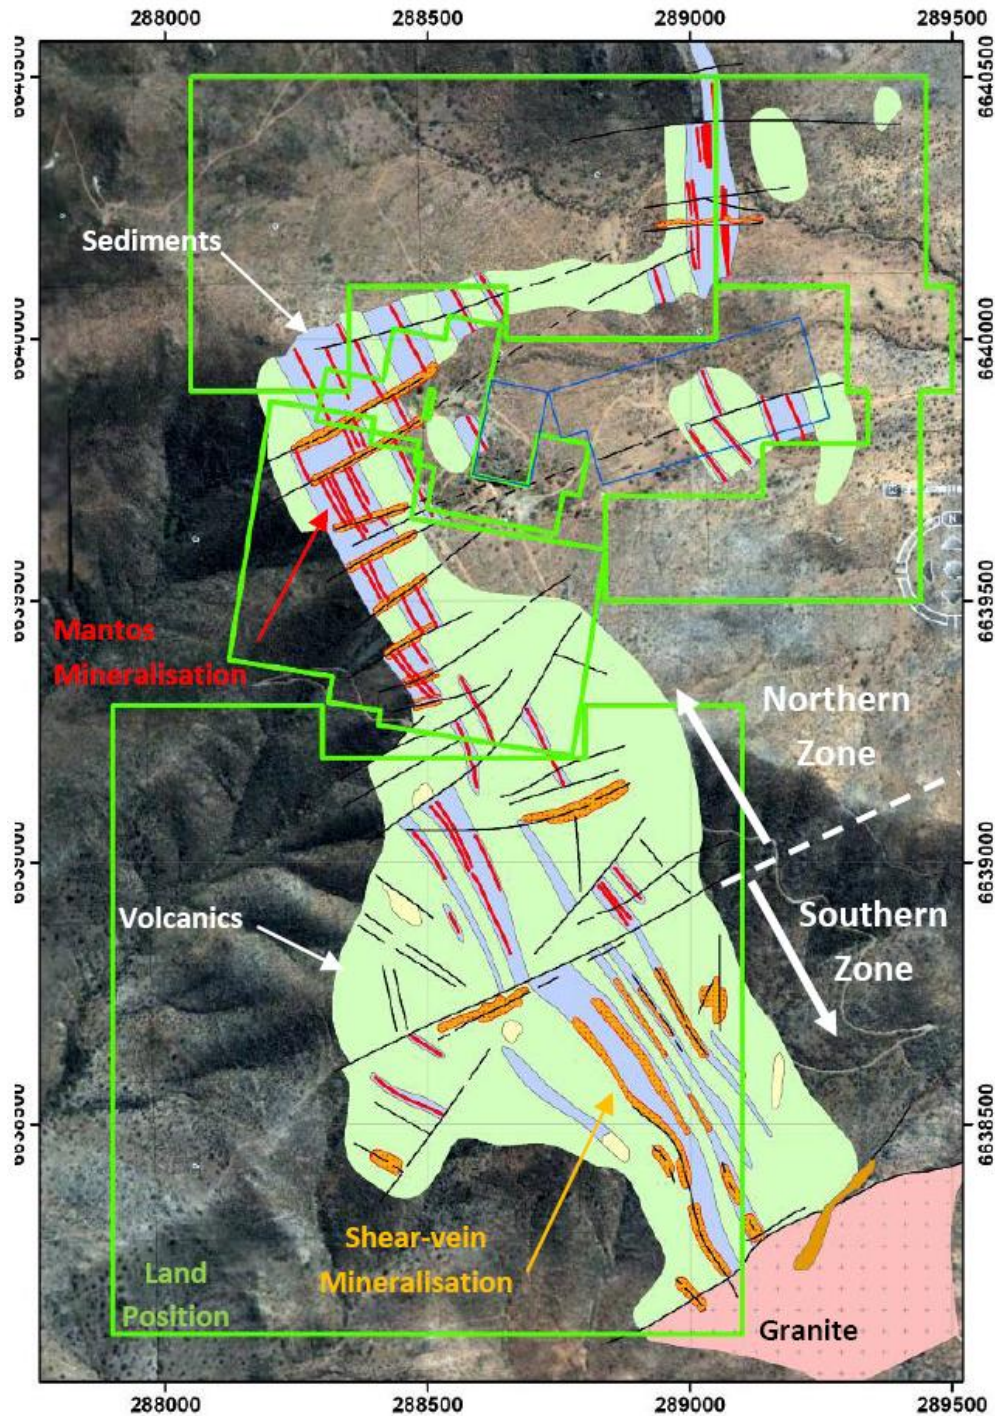 288000 288500 289000 289500
6640500
Sediments
6640000
6639500
Mantos
Mineralisation
Northern
Zone
6639000
Volcanics
Southern
Zone
6638500
Shear-vein
Mineralisation
Land
Position
Granite
288000 288500 289000 289500